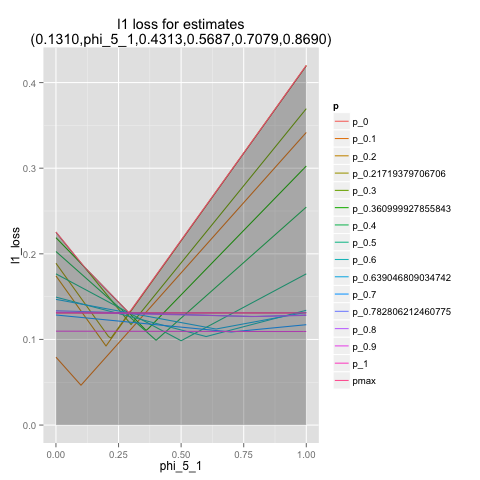 l1 loss for estimates
(0.1310,phi_5_1,0.4313,0.5687,0.7079,0.8690)
l1_loss
0.4
0.3
0.2
0.1
0.0
0.00 0.25 0.50 0.75 1.00
phi_5_1
p
p_0
p_0.1
p_0.2
p_0.21719379706706
p_0.3
p_0.360999927855843
p_0.4
p_0.5
p_0.6
p_0.639046809034742
p_0.7
p_0.782806212460775
p_0.8
p_0.9
p_1
pmax